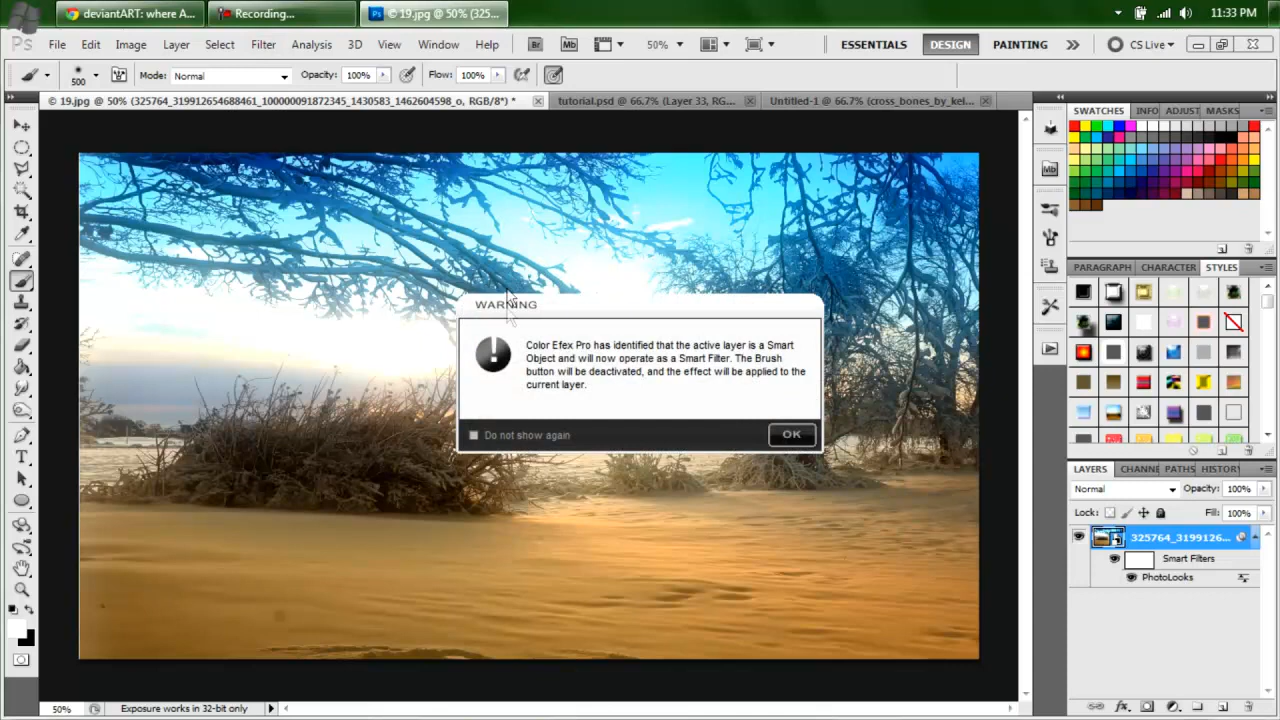 deviantART: where A...
Recording...
© 19.jpg @ 50% (325...
11:33 PM
Ps
File Edit Image Layer Select Filter Analysis 3D View Window Help
Br
Mb
50%
ESSENTIALS
DESIGN
PAINTING
CS Live
500
Mode: Normal
Opacity: 100%
Flow: 100%
© 19.jpg @ 50% (325764_319912654688461_100000091872345_1430583_1462604598_o, RGB/8*) *
tutorial.psd @ 66.7% (Layer 33, RG...
Untitled-1 @ 66.7% (cross_bones_by_kel...
SWATCHES INFO ADJUST MASKS
Mb
WARNING
Color Efex Pro has identified that the active layer is a Smart
Object and will now operate as a Smart Filter. The Brush
button will be deactivated, and the effect will be applied to the
current layer.
Do not show again
OK
PARAGRAPH CHARACTER STYLES
LAYERS CHANNE PATHS HISTORY
Normal
Opacity: 100%
Lock:
Fill: 100%
325764_3199126...
Smart Filters
PhotoLooks
50%
Exposure works in 32-bit only